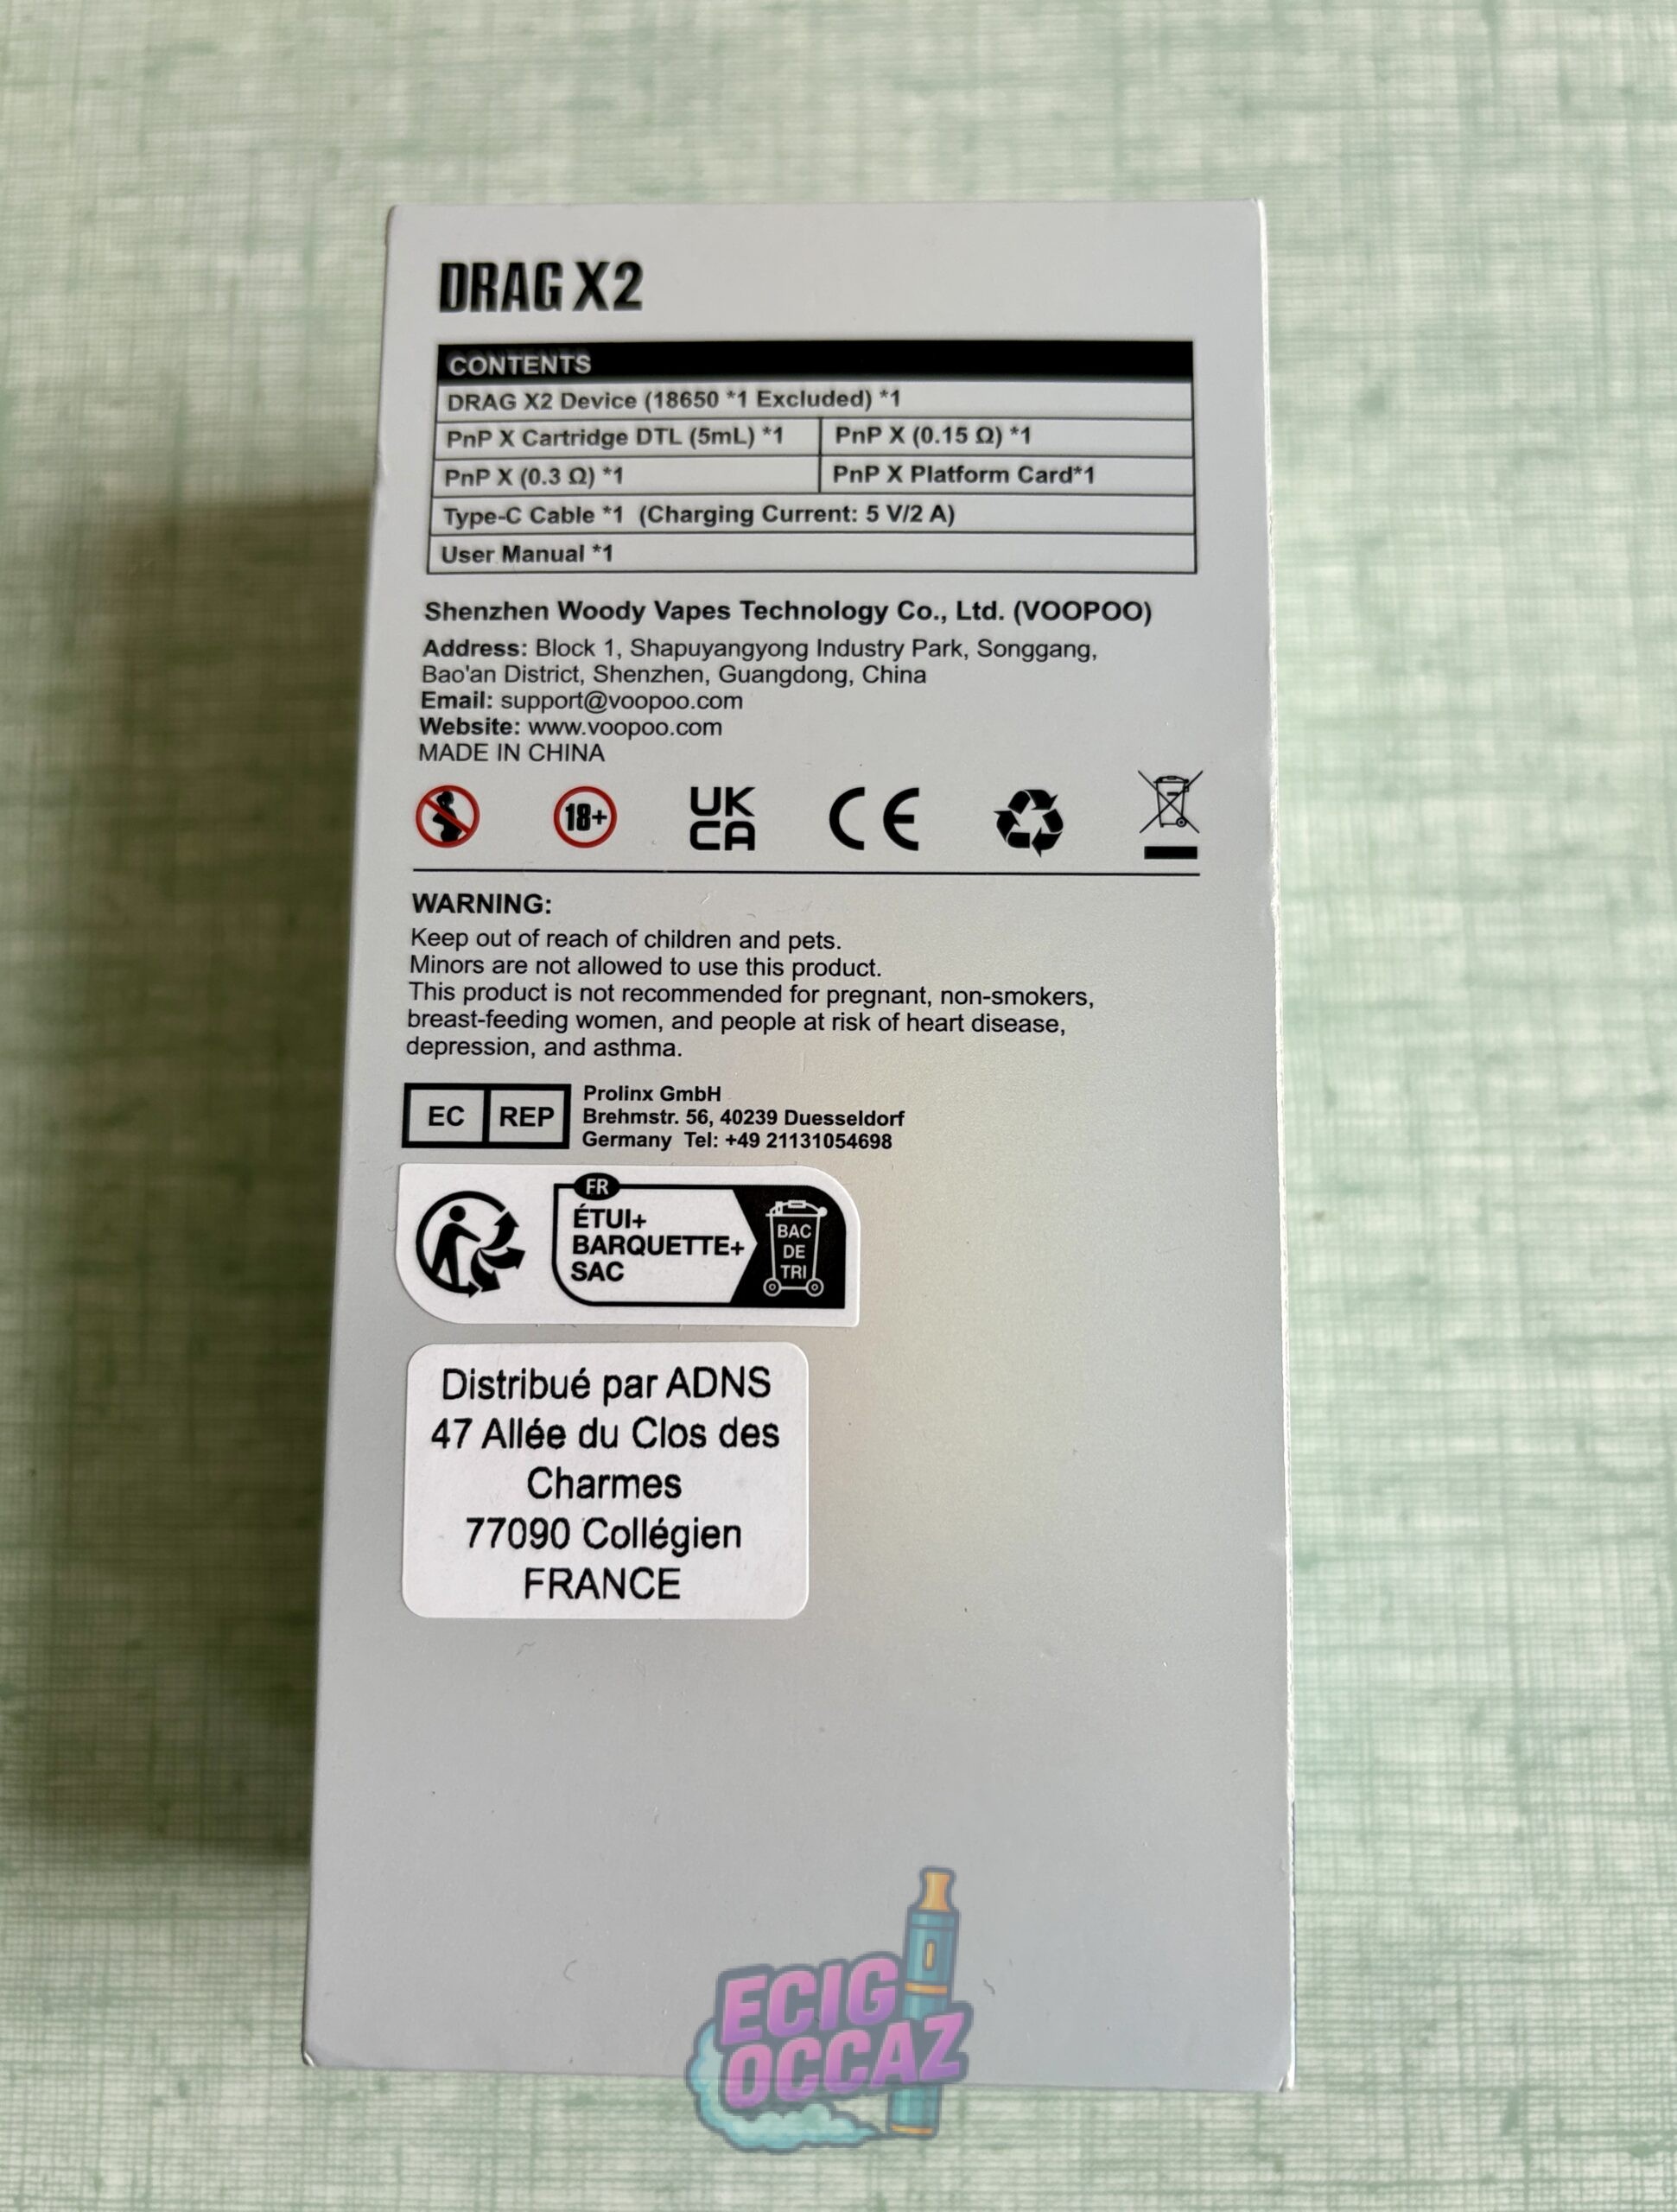 DRAG X2
CONTENTS
DRAG X2 Device (18650 *1 Excluded) *1
PnP X Cartridge DTL (5mL) *1
PnP X (0.15 Ω) *1
PnP X (0.3 Ω) *1
PnP X Platform Card*1
Type-C Cable *1 (Charging Current: 5 V/2 A)
User Manual *1
Shenzhen Woody Vapes Technology Co., Ltd. (VOOPOO)
Address: Block 1, Shapuyangyong Industry Park, Songgang,
Bao'an District, Shenzhen, Guangdong, China
Email: support@voopoo.com
Website: www.voopoo.com
MADE IN CHINA
18+
UK
CA
CE
WARNING:
Keep out of reach of children and pets.
Minors are not allowed to use this product.
This product is not recommended for pregnant, non-smokers,
breast-feeding women, and people at risk of heart disease,
depression, and asthma.
EC REP
Prolinx GmbH
Brehmstr. 56, 40239 Duesseldorf
Germany Tel: +49 21131054698
FR
ÉTUI+
BARQUETTE+
SAC
BAC
DE
TRI
Distribué par ADNS
47 Allée du Clos des
Charmes
77090 Collégien
FRANCE
ECIG
OCCAZ